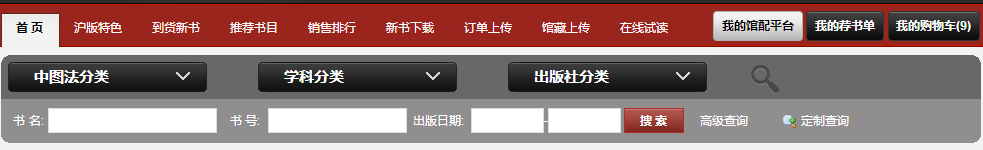 首 页 沪版特色 到货新书 推荐书目 销售排行 新书下载 订单上传 馆藏上传 在线试读 我的馆配平台 我的荐书单 我的购物车(9)
中图法分类 学科分类 出版社分类
书 名: 书 号: 出版日期: - 搜 索 高级查询 定制查询